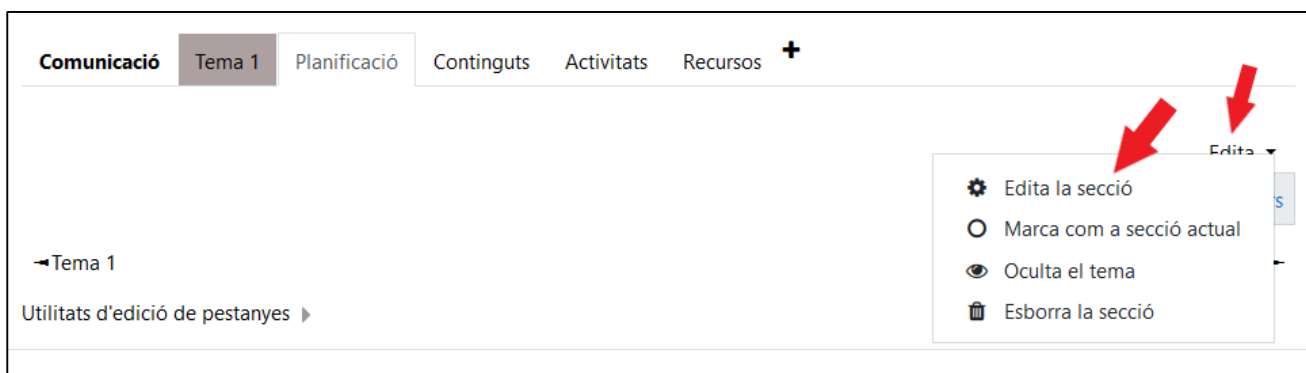 Comunicació Tema 1 Planificació Continguts Activitats Recursos +
Edita
Edita la secció
Marca com a secció actual
Tema 1
Oculta el tema
Utilitats d'edició de pestanyes
Esborra la secció